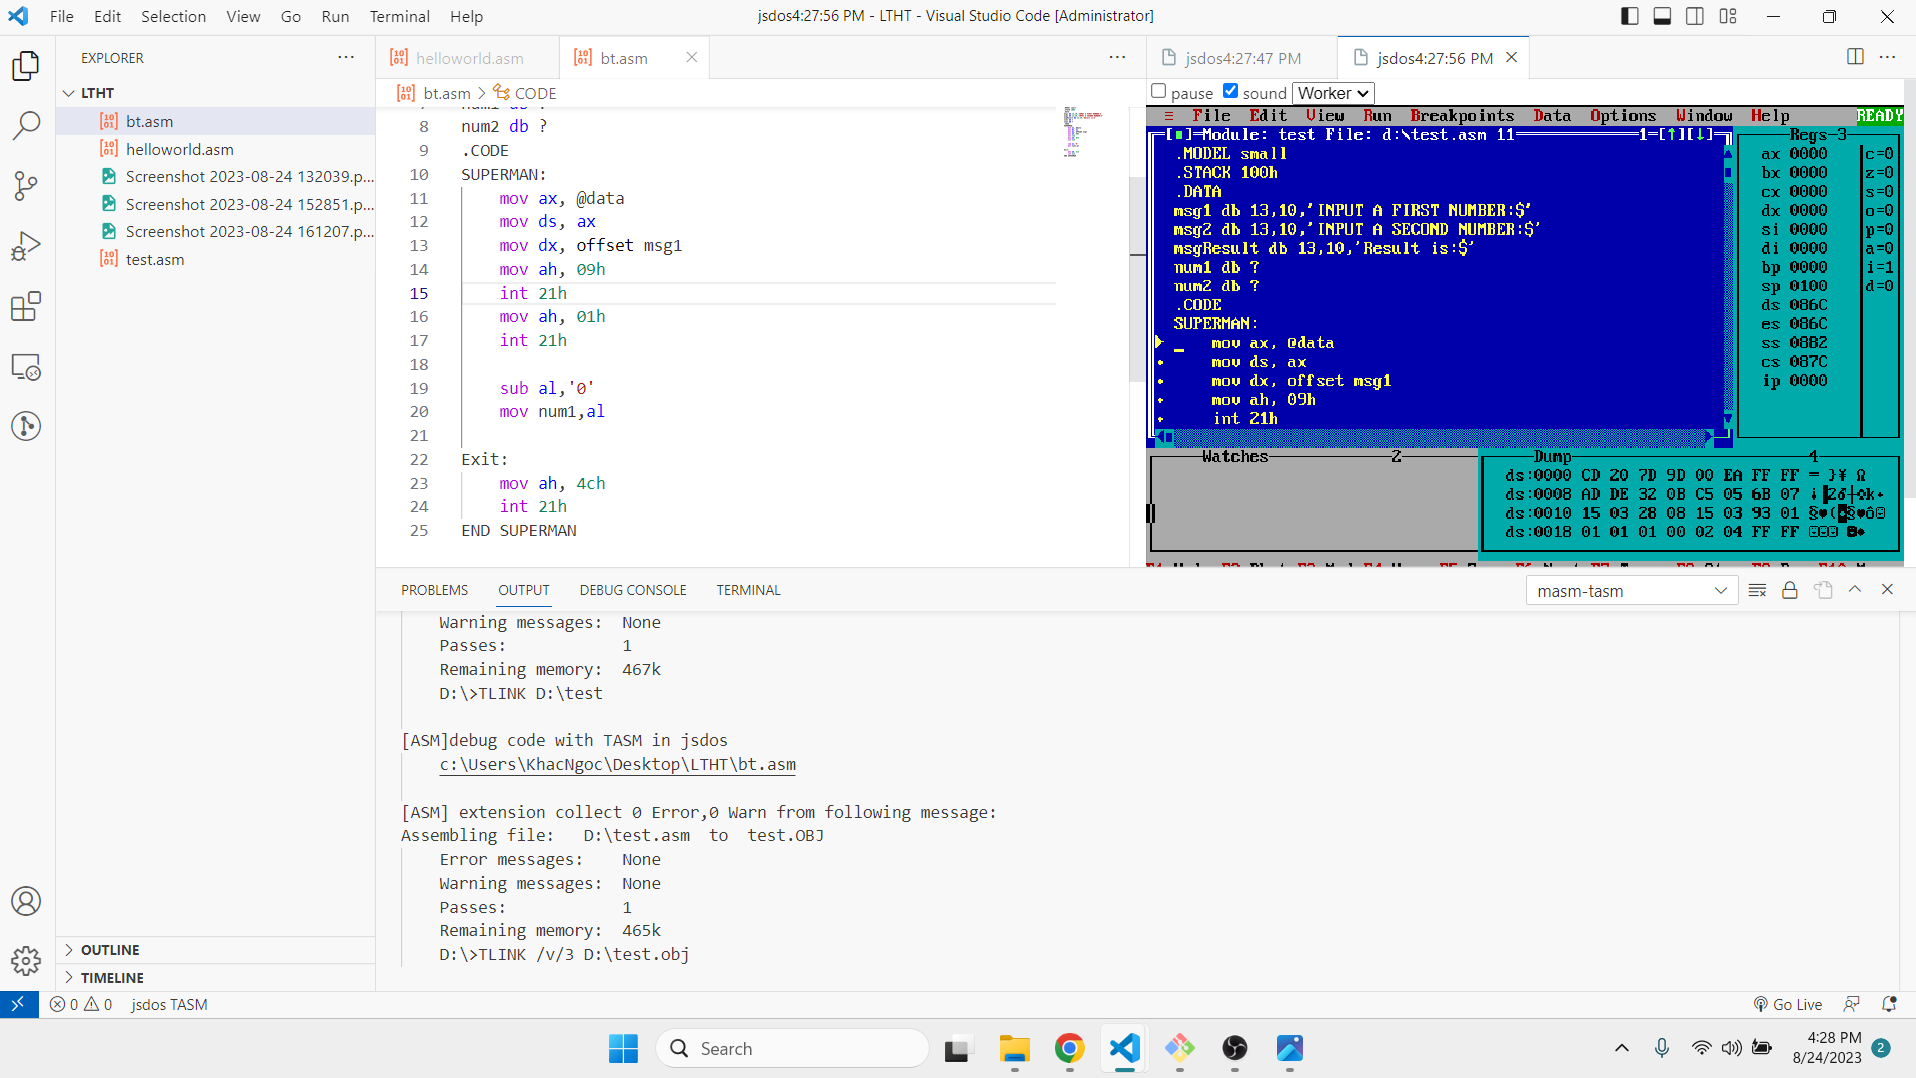 File Edit Selection View Go Run Terminal Help
jsdos4:27:56 PM - LTHT - Visual Studio Code [Administrator]
EXPLORER
LTHT
bt.asm
helloworld.asm
Screenshot 2023-08-24 132039.p...
Screenshot 2023-08-24 152851.p...
Screenshot 2023-08-24 161207.p...
test.asm
OUTLINE
TIMELINE
helloworld.asm
bt.asm
bt.asm > CODE
8 num2 db ?
9 .CODE
10 SUPERMAN:
11 mov ax, @data
12 mov ds, ax
13 mov dx, offset msg1
14 mov ah, 09h
15 int 21h
16 mov ah, 01h
17 int 21h
18
19 sub al,'0'
20 mov num1,al
21
22 Exit:
23 mov ah, 4ch
24 int 21h
25 END SUPERMAN
jsdos4:27:47 PM
jsdos4:27:56 PM
pause sound Worker
≡ File Edit View Run Breakpoints Data Options Window Help READY
[■]=Module: test File: d:\test.asm 11 1=[↑][↓]
.MODEL small
.STACK 100h
.DATA
msg1 db 13,10,'INPUT A FIRST NUMBER:$'
msg2 db 13,10,'INPUT A SECOND NUMBER:$'
msgResult db 13,10,'Result is:$'
num1 db ?
num2 db ?
.CODE
SUPERMAN:
mov ax, @data
mov ds, ax
mov dx, offset msg1
mov ah, 09h
int 21h
Regs-3
ax 0000 c=0
bx 0000 z=0
cx 0000 s=0
dx 0000 o=0
si 0000 p=0
di 0000 a=0
bp 0000 i=1
sp 0100 d=0
ds 086C
es 086C
ss 0882
cs 087C
ip 0000
Watches 2
Dump 4
ds:0000 CD 20 7D 9D 00 EA FF FF = }¥ Ω
ds:0008 AD DE 32 0B C5 05 6B 07
ds:0010 15 03 28 08 15 03 93 01
ds:0018 01 01 01 00 02 04 FF FF
PROBLEMS OUTPUT DEBUG CONSOLE TERMINAL
masm-tasm
Warning messages: None
Passes: 1
Remaining memory: 467k
D:\>TLINK D:\test
[ASM]debug code with TASM in jsdos
c:\Users\KhacNgoc\Desktop\LTHT\bt.asm
[ASM] extension collect 0 Error,0 Warn from following message:
Assembling file: D:\test.asm to test.OBJ
Error messages: None
Warning messages: None
Passes: 1
Remaining memory: 465k
D:\>TLINK /v/3 D:\test.obj
0 0 jsdos TASM
Go Live
Search
4:28 PM
8/24/2023
2